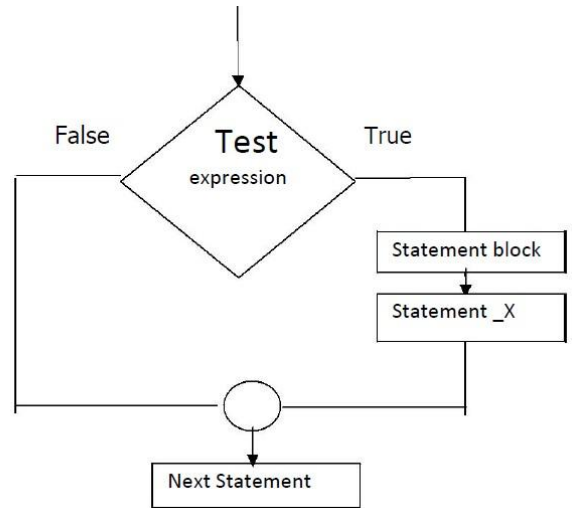 False
Test
expression
True
Statement block
Statement _X
Next Statement